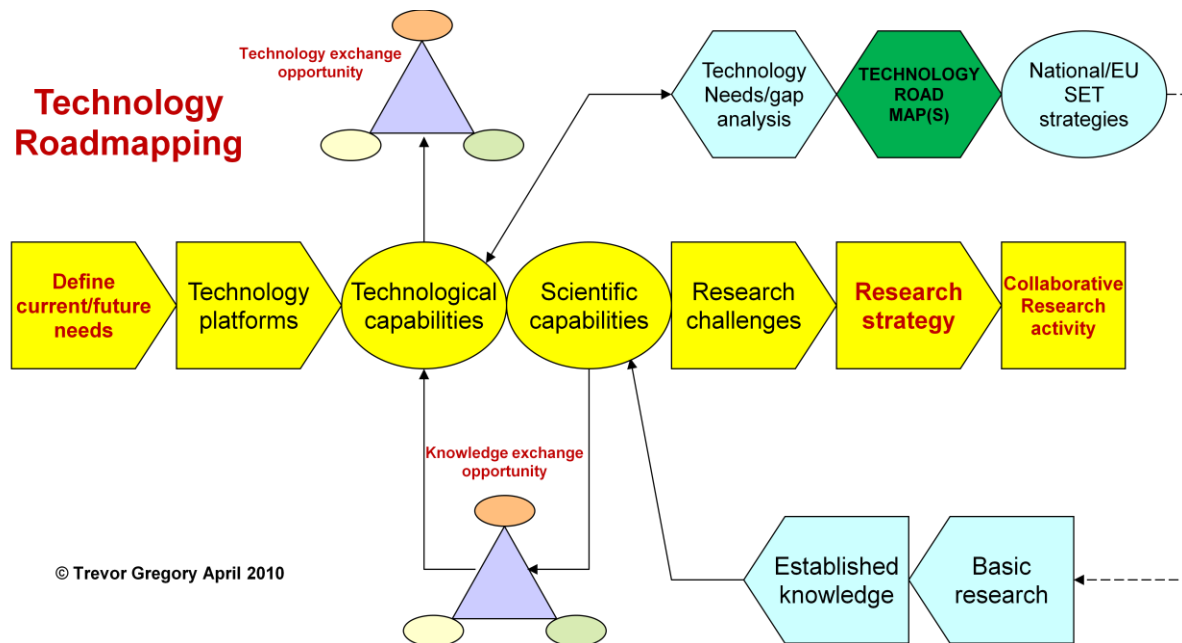 Technology exchange
opportunity
Technology
Roadmapping
Technology
Needs/gap
analysis
TECHNOLOGY
ROAD
MAP(S)
National/EU
SET
strategies
Define
current/future
needs
Technology
platforms
Technological
capabilities
Scientific
capabilities
Research
challenges
Research
strategy
Collaborative
Research
activity
Knowledge exchange
opportunity
Established
knowledge
Basic
research
© Trevor Gregory April 2010